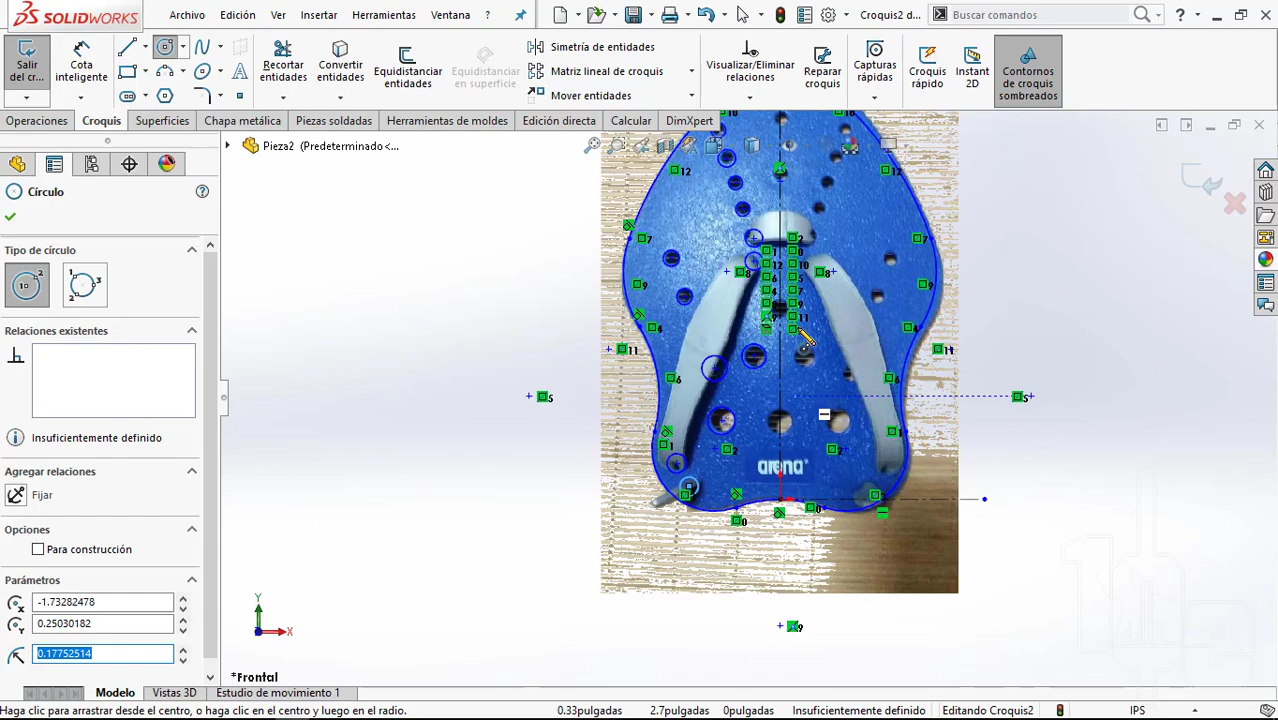 SOLIDWORKS
Archivo Edición Ver Insertar Herramientas Ventana
Croquis2 d...
Buscar comandos
Salir del cr...
Cota inteligente
Recortar entidades
Convertir entidades
Equidistanciar entidades
Equidistanciar en superficie
Simetría de entidades
Matriz lineal de croquis
Mover entidades
Visualizar/Eliminar relaciones
Reparar croquis
Capturas rápidas
Croquis rápido
Instant 2D
Contornos de croquis sombreados
Operaciones Croquis Superficies Chapa metálica Piezas soldadas Herramientas de moldes Edición directa Calcular DimXpert
Pieza2 (Predeterminado <...
Círculo
Tipo de círculo
Relaciones existentes
Insuficientemente definido
Agregar relaciones
Fijar
Opciones
Para construcción
Parámetros
-1.73282478
0.25030182
0.17752514
arena
Y
X
*Frontal
Modelo Vistas 3D Estudio de movimiento 1
Haga clic para arrastrar desde el centro, o haga clic en el centro y luego en el radio. 0.33pulgadas 2.7pulgadas 0pulgadas Insuficientemente definido Editando Croquis2 IPS